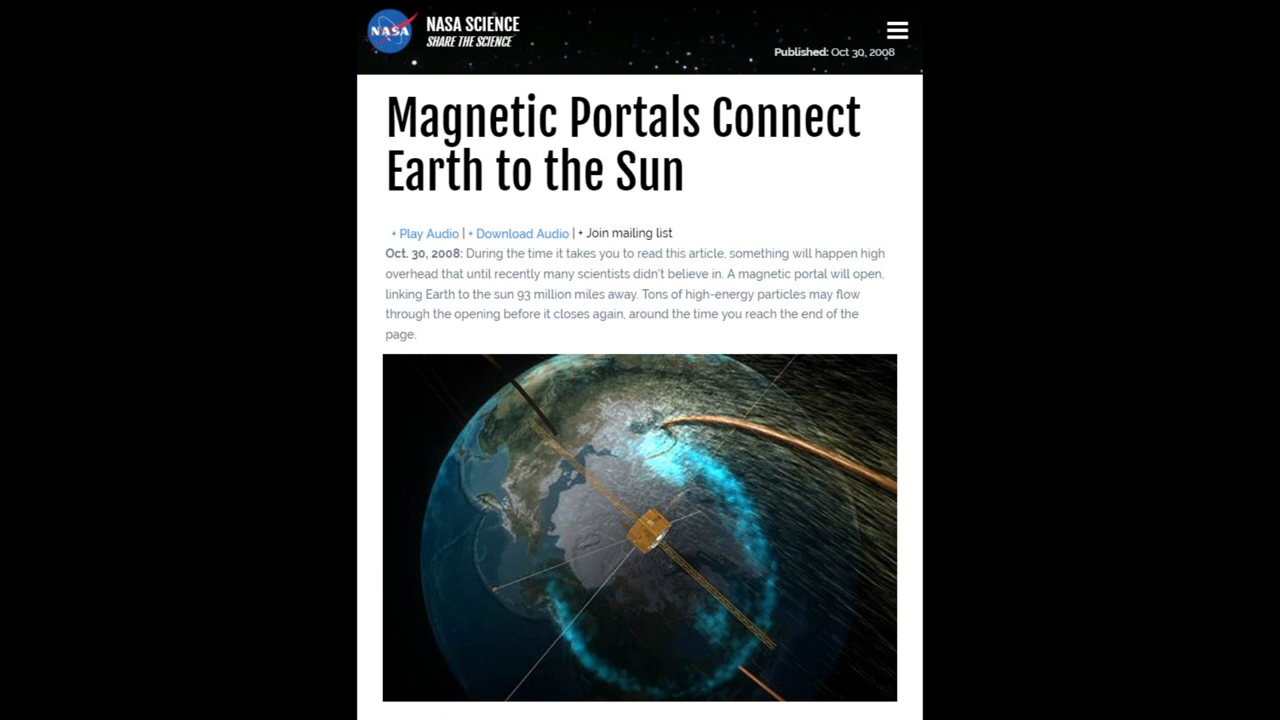 NASA
NASA SCIENCE
SHARE THE SCIENCE
Published: Oct 30, 2008
Magnetic Portals Connect
Earth to the Sun
+ Play Audio | + Download Audio | + Join mailing list
Oct. 30, 2008: During the time it takes you to read this article, something will happen high
overhead that until recently many scientists didn't believe in. A magnetic portal will open,
linking Earth to the sun 93 million miles away. Tons of high-energy particles may flow
through the opening before it closes again, around the time you reach the end of the
page.